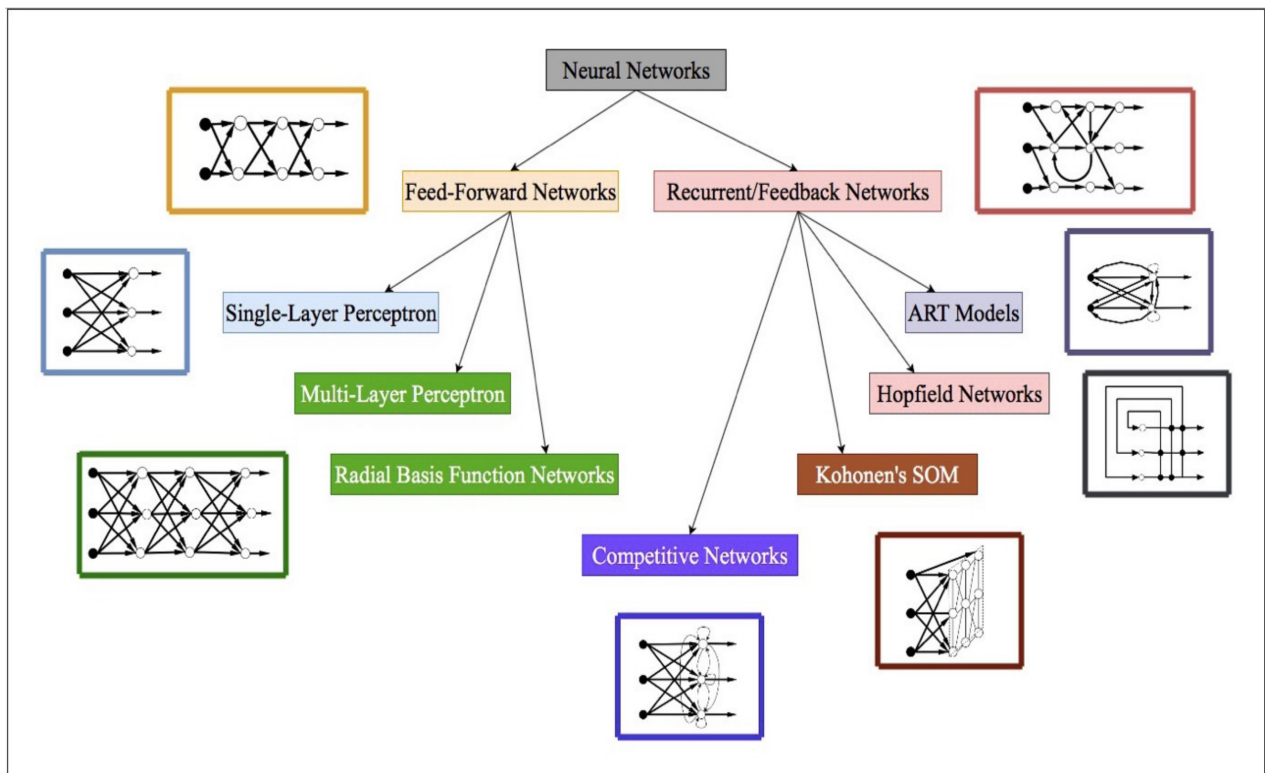 Neural Networks
Feed-Forward Networks
Recurrent/Feedback Networks
Single-Layer Perceptron
ART Models
Multi-Layer Perceptron
Hopfield Networks
Radial Basis Function Networks
Kohonen's SOM
Competitive Networks